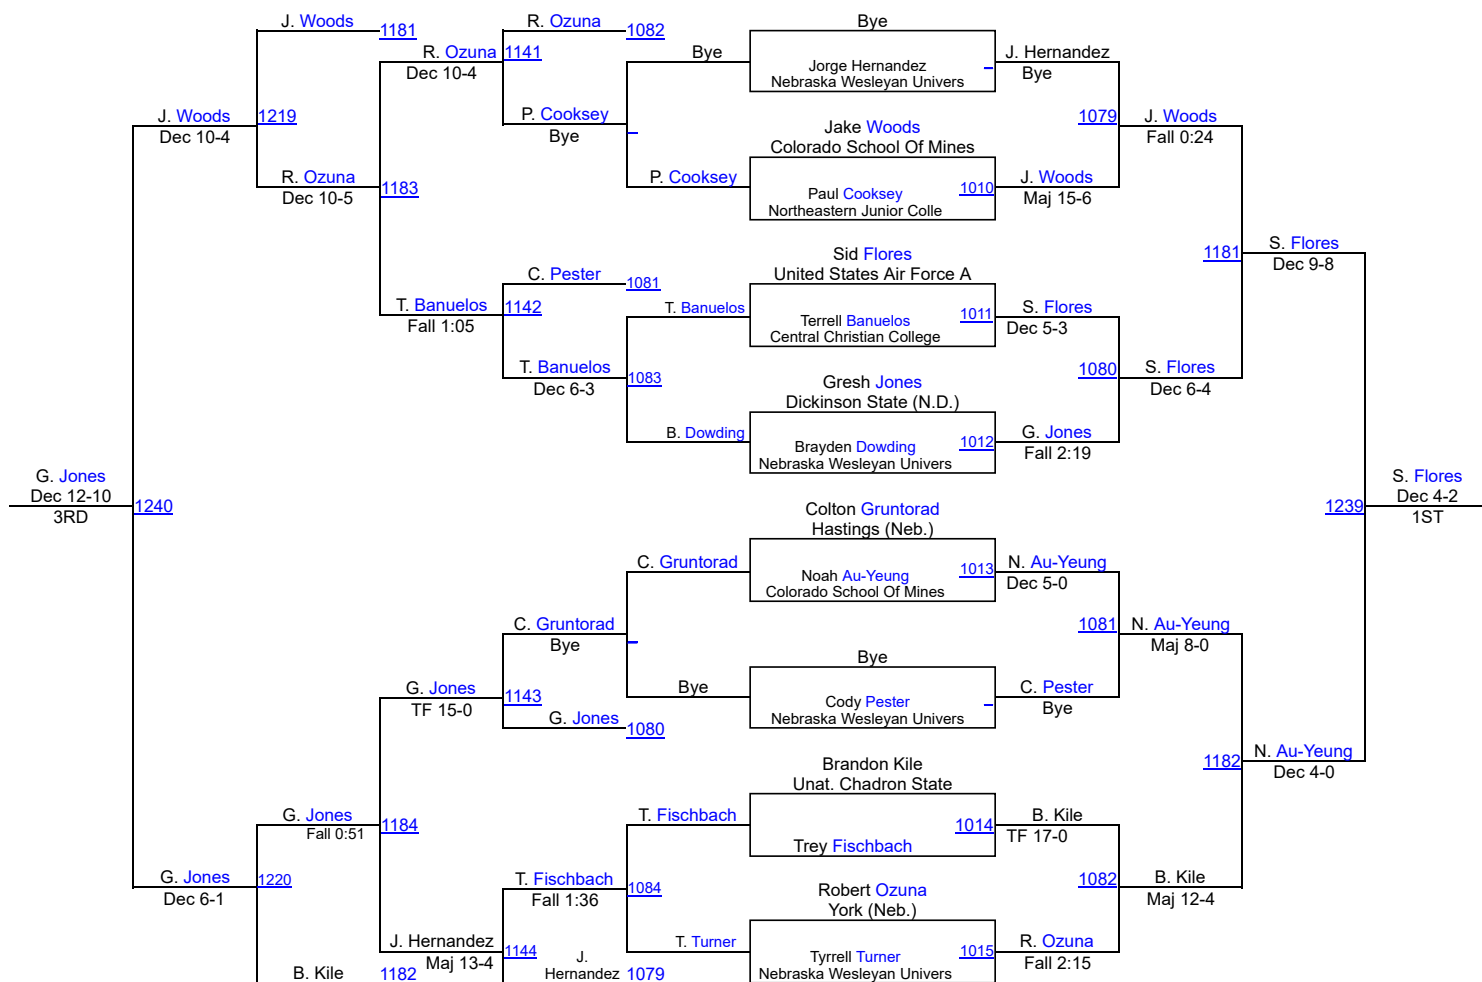 J. Woods
1181
R. Ozuna
1082
Bye
R. Ozuna
1141
Dec 10-4
Bye
Jorge Hernandez
Nebraska Wesleyan Univers
J. Hernandez
Bye
J. Woods
Dec 10-4
1219
P. Cooksey
Bye
Jake Woods
Colorado School Of Mines
1079
J. Woods
Fall 0:24
R. Ozuna
Dec 10-5
1183
P. Cooksey
Paul Cooksey
Northeastern Junior Colle
1010
J. Woods
Maj 15-6
Sid Flores
United States Air Force A
1181
S. Flores
Dec 9-8
C. Pester
1081
T. Banuelos
Fall 1:05
1142
T. Banuelos
Terrell Banuelos
Central Christian College
1011
S. Flores
Dec 5-3
T. Banuelos
Dec 6-3
1083
Gresh Jones
Dickinson State (N.D.)
1080
S. Flores
Dec 6-4
B. Dowding
Brayden Dowding
Nebraska Wesleyan Univers
1012
G. Jones
Fall 2:19
G. Jones
Dec 12-10
3RD
1240
Colton Gruntorad
Hastings (Neb.)
1239
S. Flores
Dec 4-2
1ST
C. Gruntorad
Noah Au-Yeung
Colorado School Of Mines
1013
N. Au-Yeung
Dec 5-0
C. Gruntorad
Bye
1081
N. Au-Yeung
Maj 8-0
Bye
G. Jones
TF 15-0
1143
Bye
Cody Pester
Nebraska Wesleyan Univers
C. Pester
Bye
G. Jones
1080
Brandon Kile
Unat. Chadron State
1182
N. Au-Yeung
Dec 4-0
G. Jones
Fall 0:51
1184
T. Fischbach
Trey Fischbach
1014
B. Kile
TF 17-0
G. Jones
Dec 6-1
1220
T. Fischbach
Fall 1:36
1084
Robert Ozuna
York (Neb.)
1082
B. Kile
Maj 12-4
J. Hernandez
Maj 13-4
1144
T. Turner
Tyrrell Turner
Nebraska Wesleyan Univers
1015
R. Ozuna
Fall 2:15
B. Kile
1182
J.
Hernandez
1079